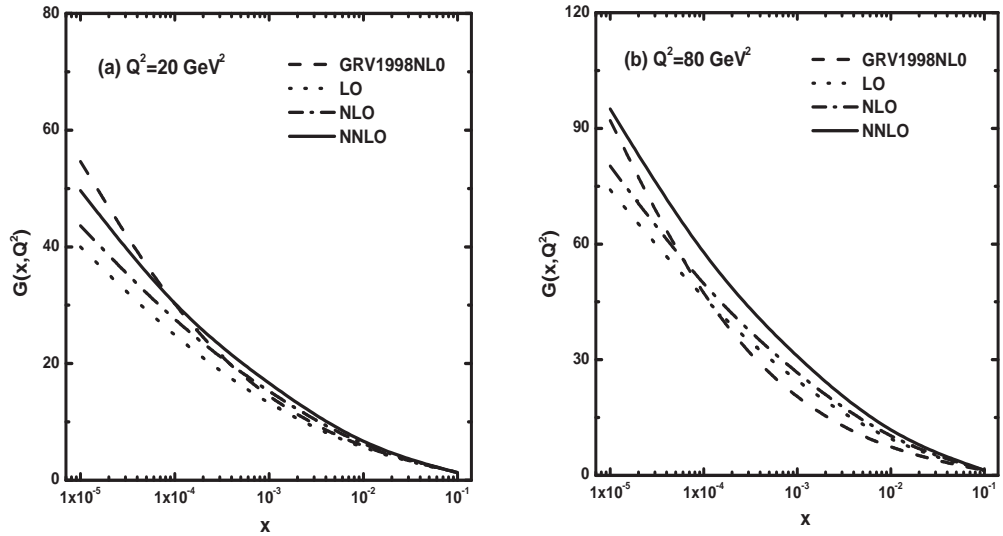 80
60
40
20
0
G(x,Q²)
(a) Q²=20 GeV²
GRV1998NL0
LO
NLO
NNLO
1x10⁻⁵
1x10⁻⁴
10⁻³
10⁻²
10⁻¹
x
120
90
60
30
0
G(x,Q²)
(b) Q²=80 GeV²
GRV1998NL0
LO
NLO
NNLO
1x10⁻⁵
1x10⁻⁴
10⁻³
10⁻²
10⁻¹
x